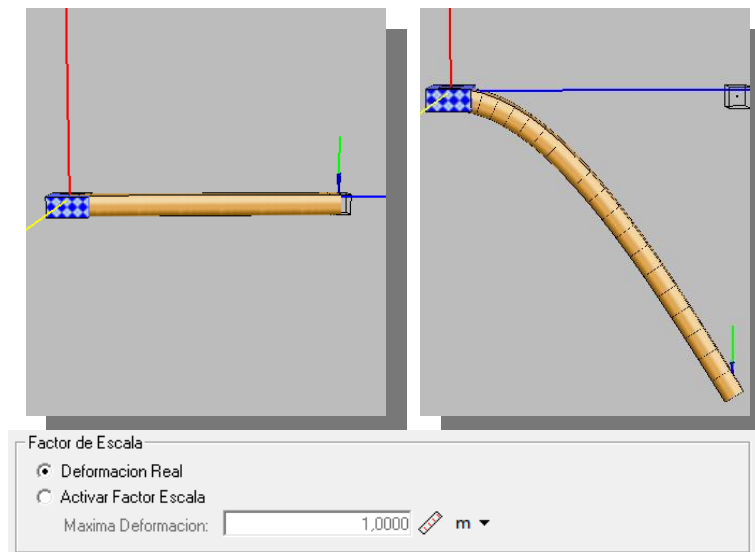 Factor de Escala
Deformacion Real
Activar Factor Escala
Maxima Deformacion: 1,0000 m